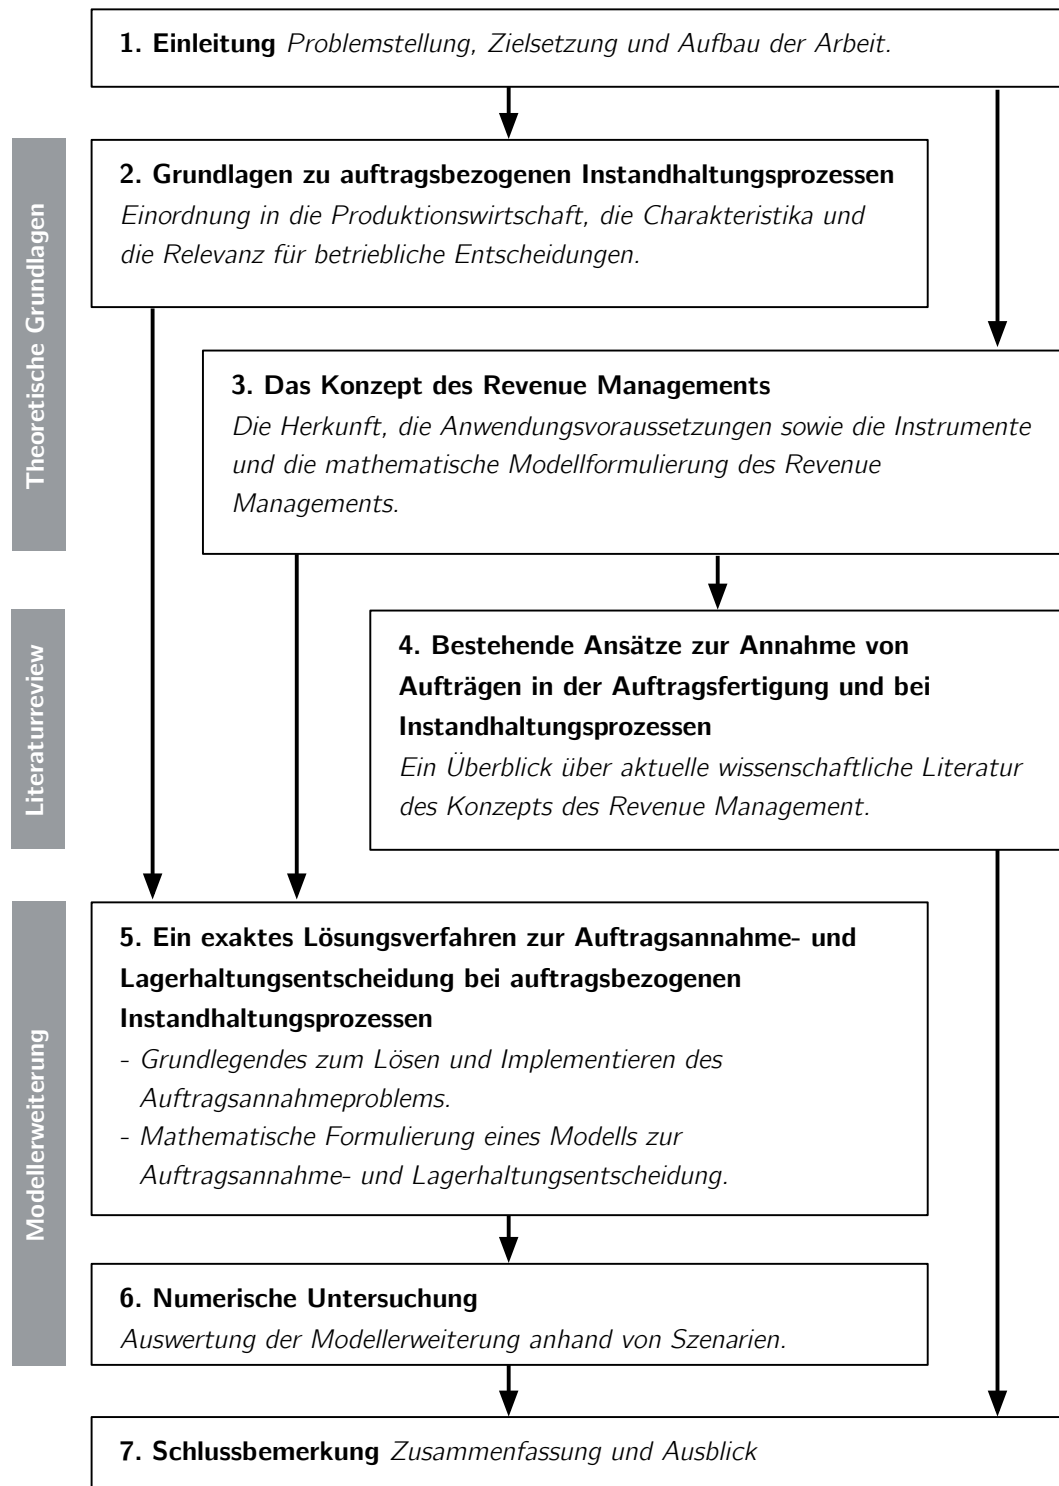 1. Einleitung Problemstellung, Zielsetzung und Aufbau der Arbeit.
Theoretische Grundlagen
2. Grundlagen zu auftragsbezogenen Instandhaltungsprozessen
Einordnung in die Produktionswirtschaft, die Charakteristika und
die Relevanz für betriebliche Entscheidungen.
3. Das Konzept des Revenue Managements
Die Herkunft, die Anwendungsvoraussetzungen sowie die Instrumente
und die mathematische Modellformulierung des Revenue
Managements.
Literaturreview
4. Bestehende Ansätze zur Annahme von
Aufträgen in der Auftragsfertigung und bei
Instandhaltungsprozessen
Ein Überblick über aktuelle wissenschaftliche Literatur
des Konzepts des Revenue Management.
Modellerweiterung
5. Ein exaktes Lösungsverfahren zur Auftragsannahme- und
Lagerhaltungsentscheidung bei auftragsbezogenen
Instandhaltungsprozessen
- Grundlegendes zum Lösen und Implementieren des
Auftragsannahmeproblems.
- Mathematische Formulierung eines Modells zur
Auftragsannahme- und Lagerhaltungsentscheidung.
6. Numerische Untersuchung
Auswertung der Modellerweiterung anhand von Szenarien.
7. Schlussbemerkung Zusammenfassung und Ausblick